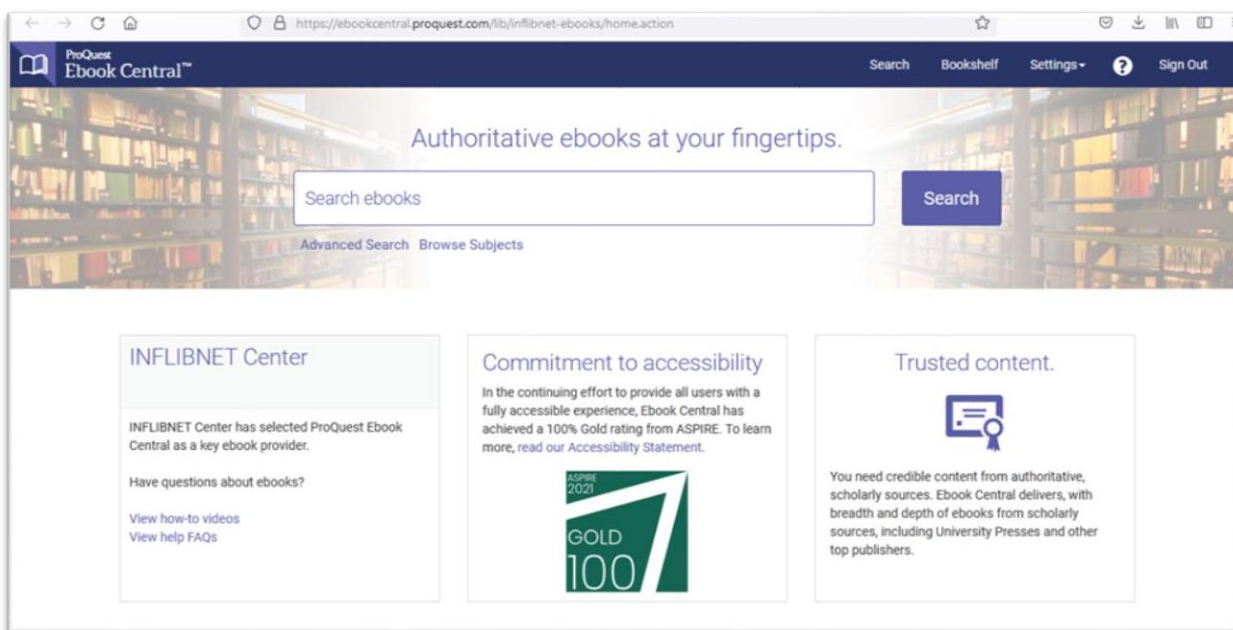 https://ebookcentral.proquest.com/lib/inflibnet-ebooks/home.action
ProQuest
Ebook Central™
Search
Bookshelf
Settings
?
Sign Out
Authoritative ebooks at your fingertips.
Search ebooks
Search
Advanced Search Browse Subjects
INFLIBNET Center
INFLIBNET Center has selected ProQuest Ebook
Central as a key ebook provider.
Have questions about ebooks?
View how-to videos
View help FAQs
Commitment to accessibility
In the continuing effort to provide all users with a
fully accessible experience, Ebook Central has
achieved a 100% Gold rating from ASPIRE. To learn
more, read our Accessibility Statement.
ASPIRE
2021
GOLD
100
Trusted content.
You need credible content from authoritative,
scholarly sources. Ebook Central delivers, with
breadth and depth of ebooks from scholarly
sources, including University Presses and other
top publishers.